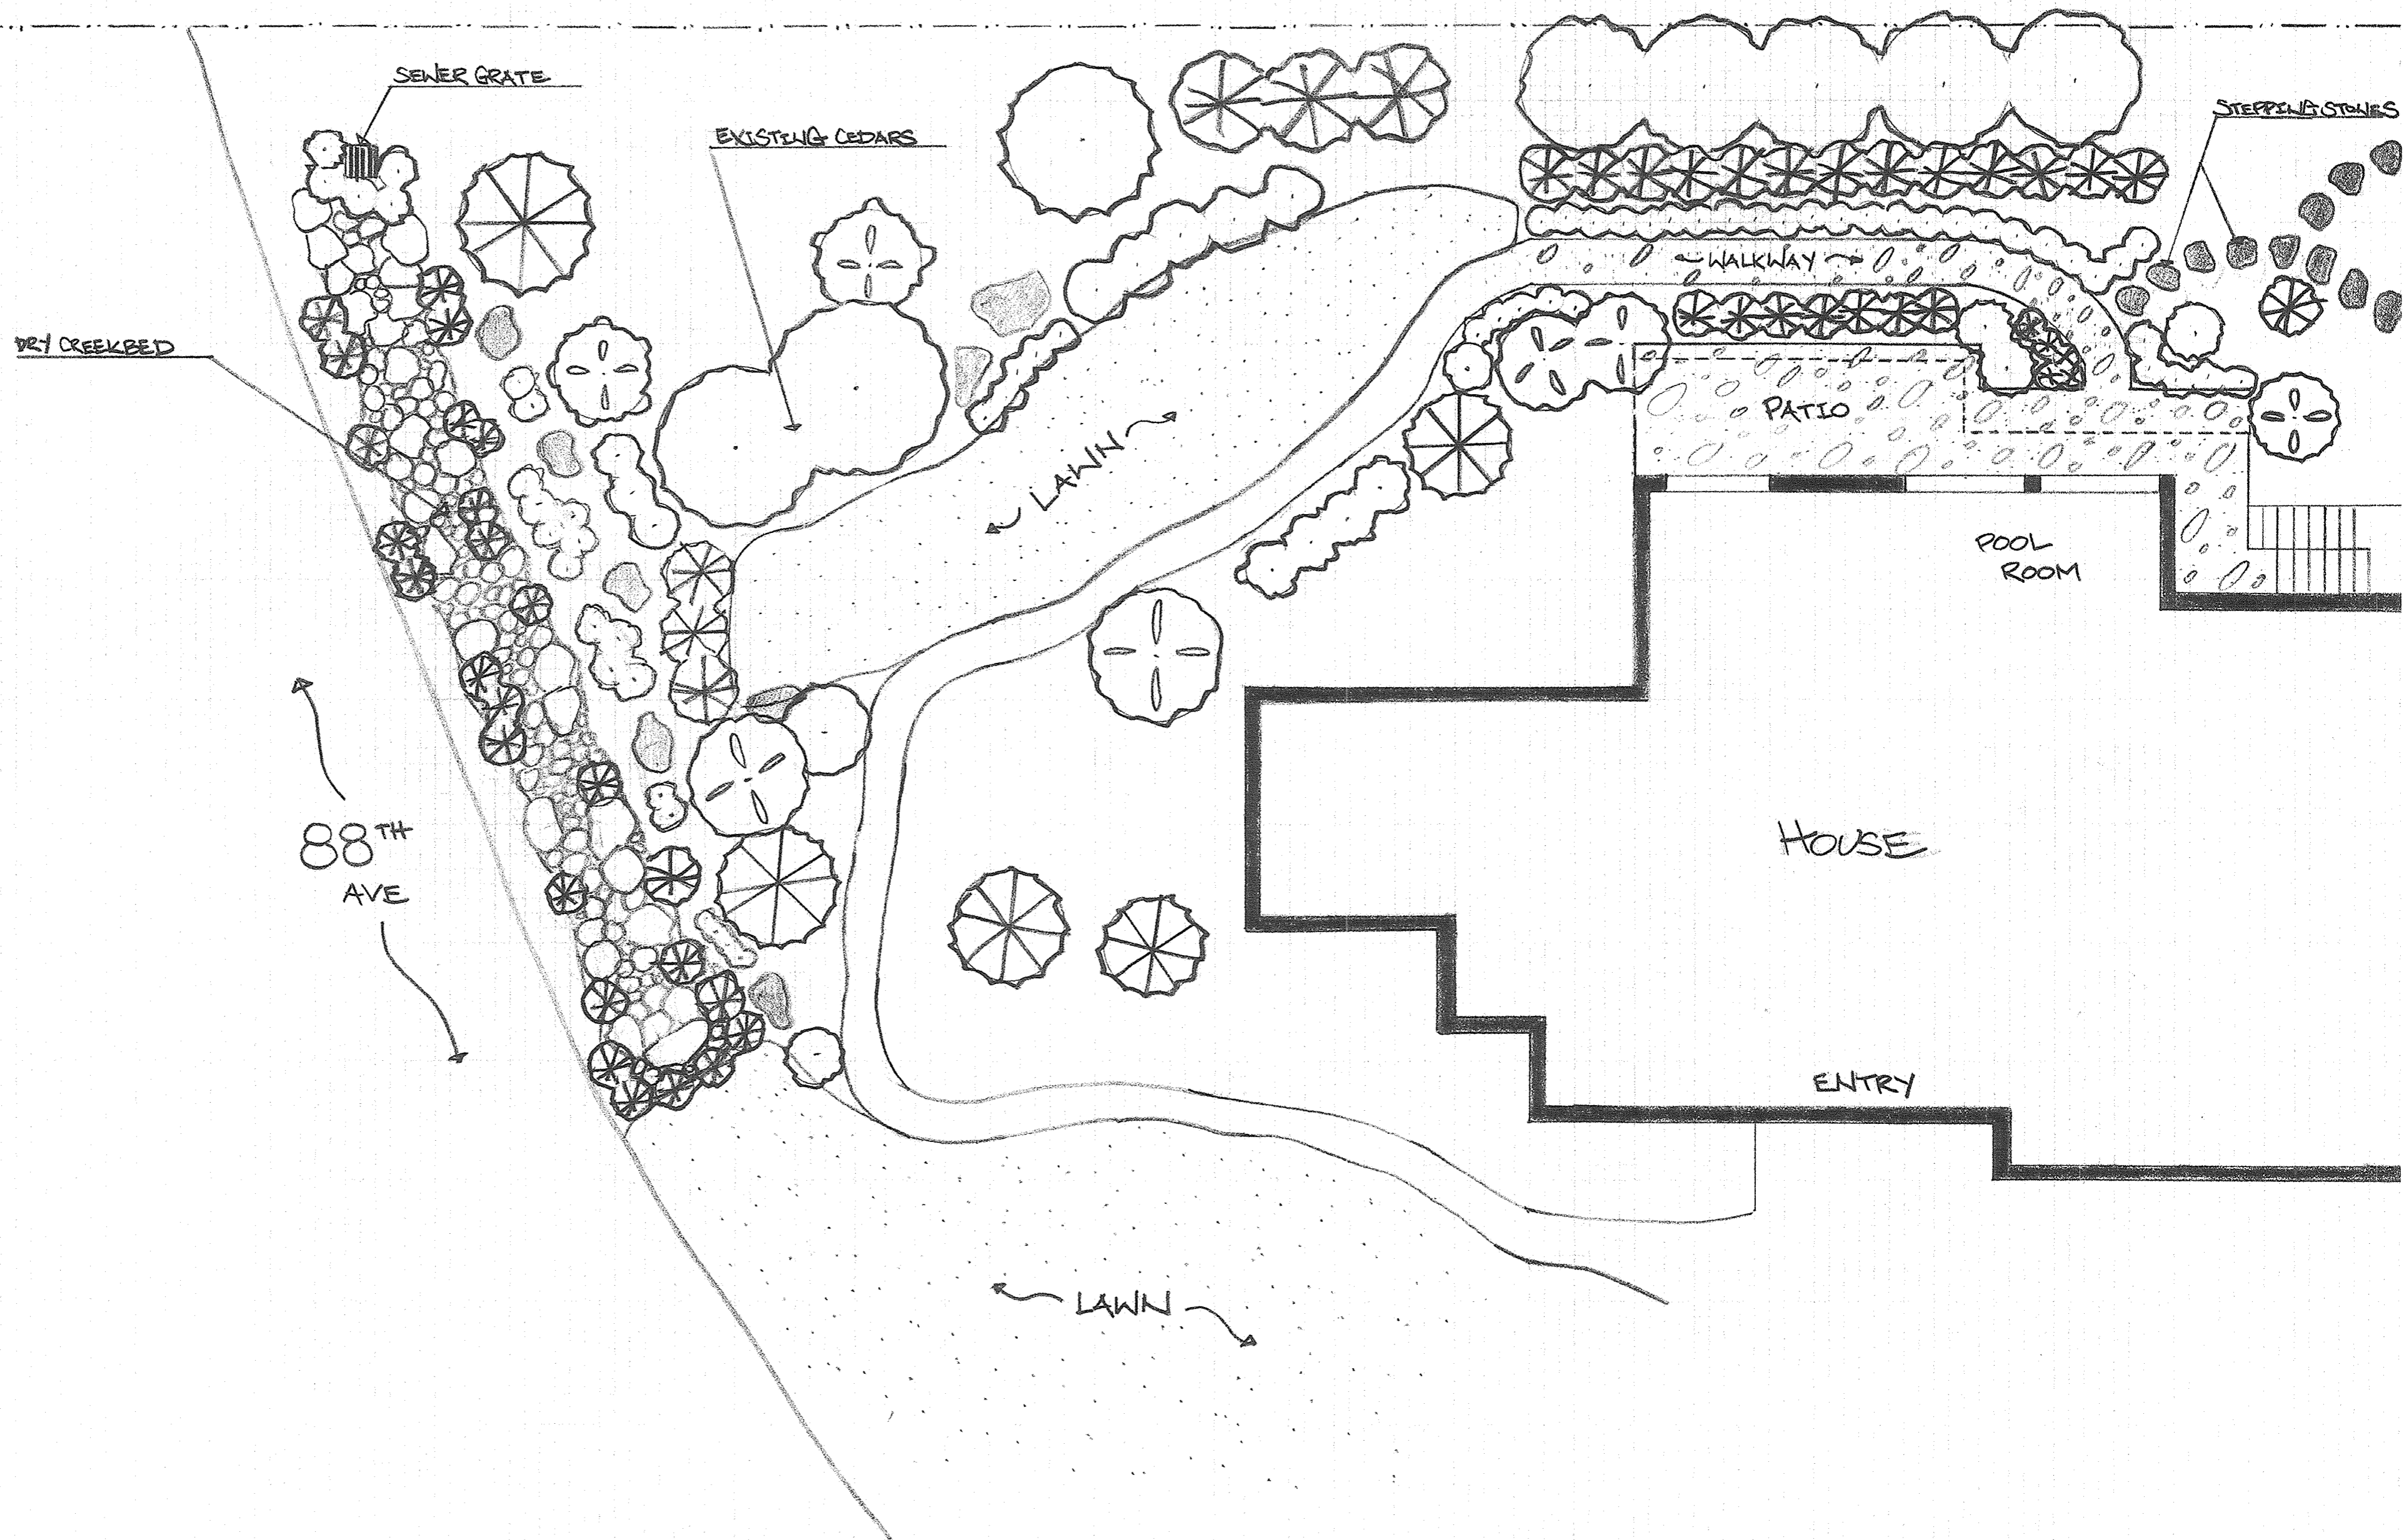 SEWER GRATE
EXISTING CEDARS
STEPPING STONES
WALKWAY
DRY CREEKBED
PATIO
LAWN
POOL
ROOM
88TH
AVE
HOUSE
ENTRY
LAWN